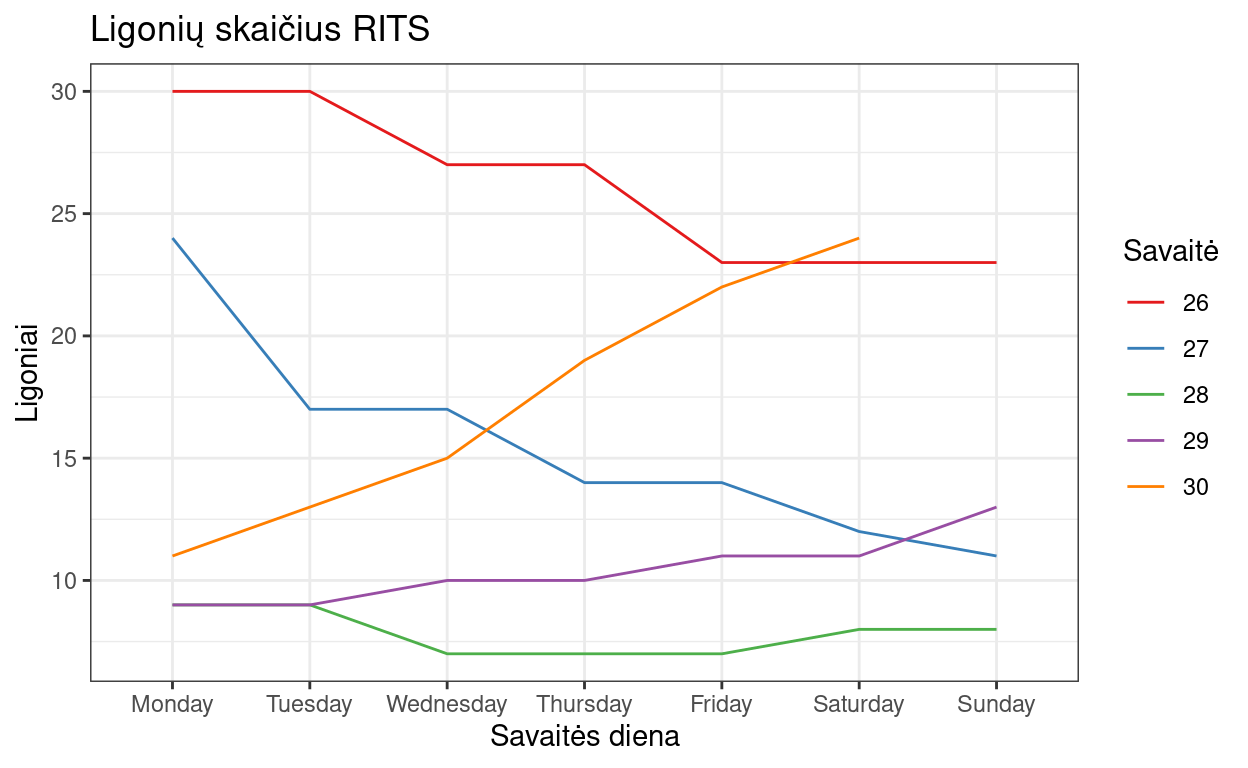 Ligonių skaičius RITS
30
25
20
15
10
Ligoniai
Monday Tuesday Wednesday Thursday Friday Saturday Sunday
Savaitės diena
Savaitė
26
27
28
29
30